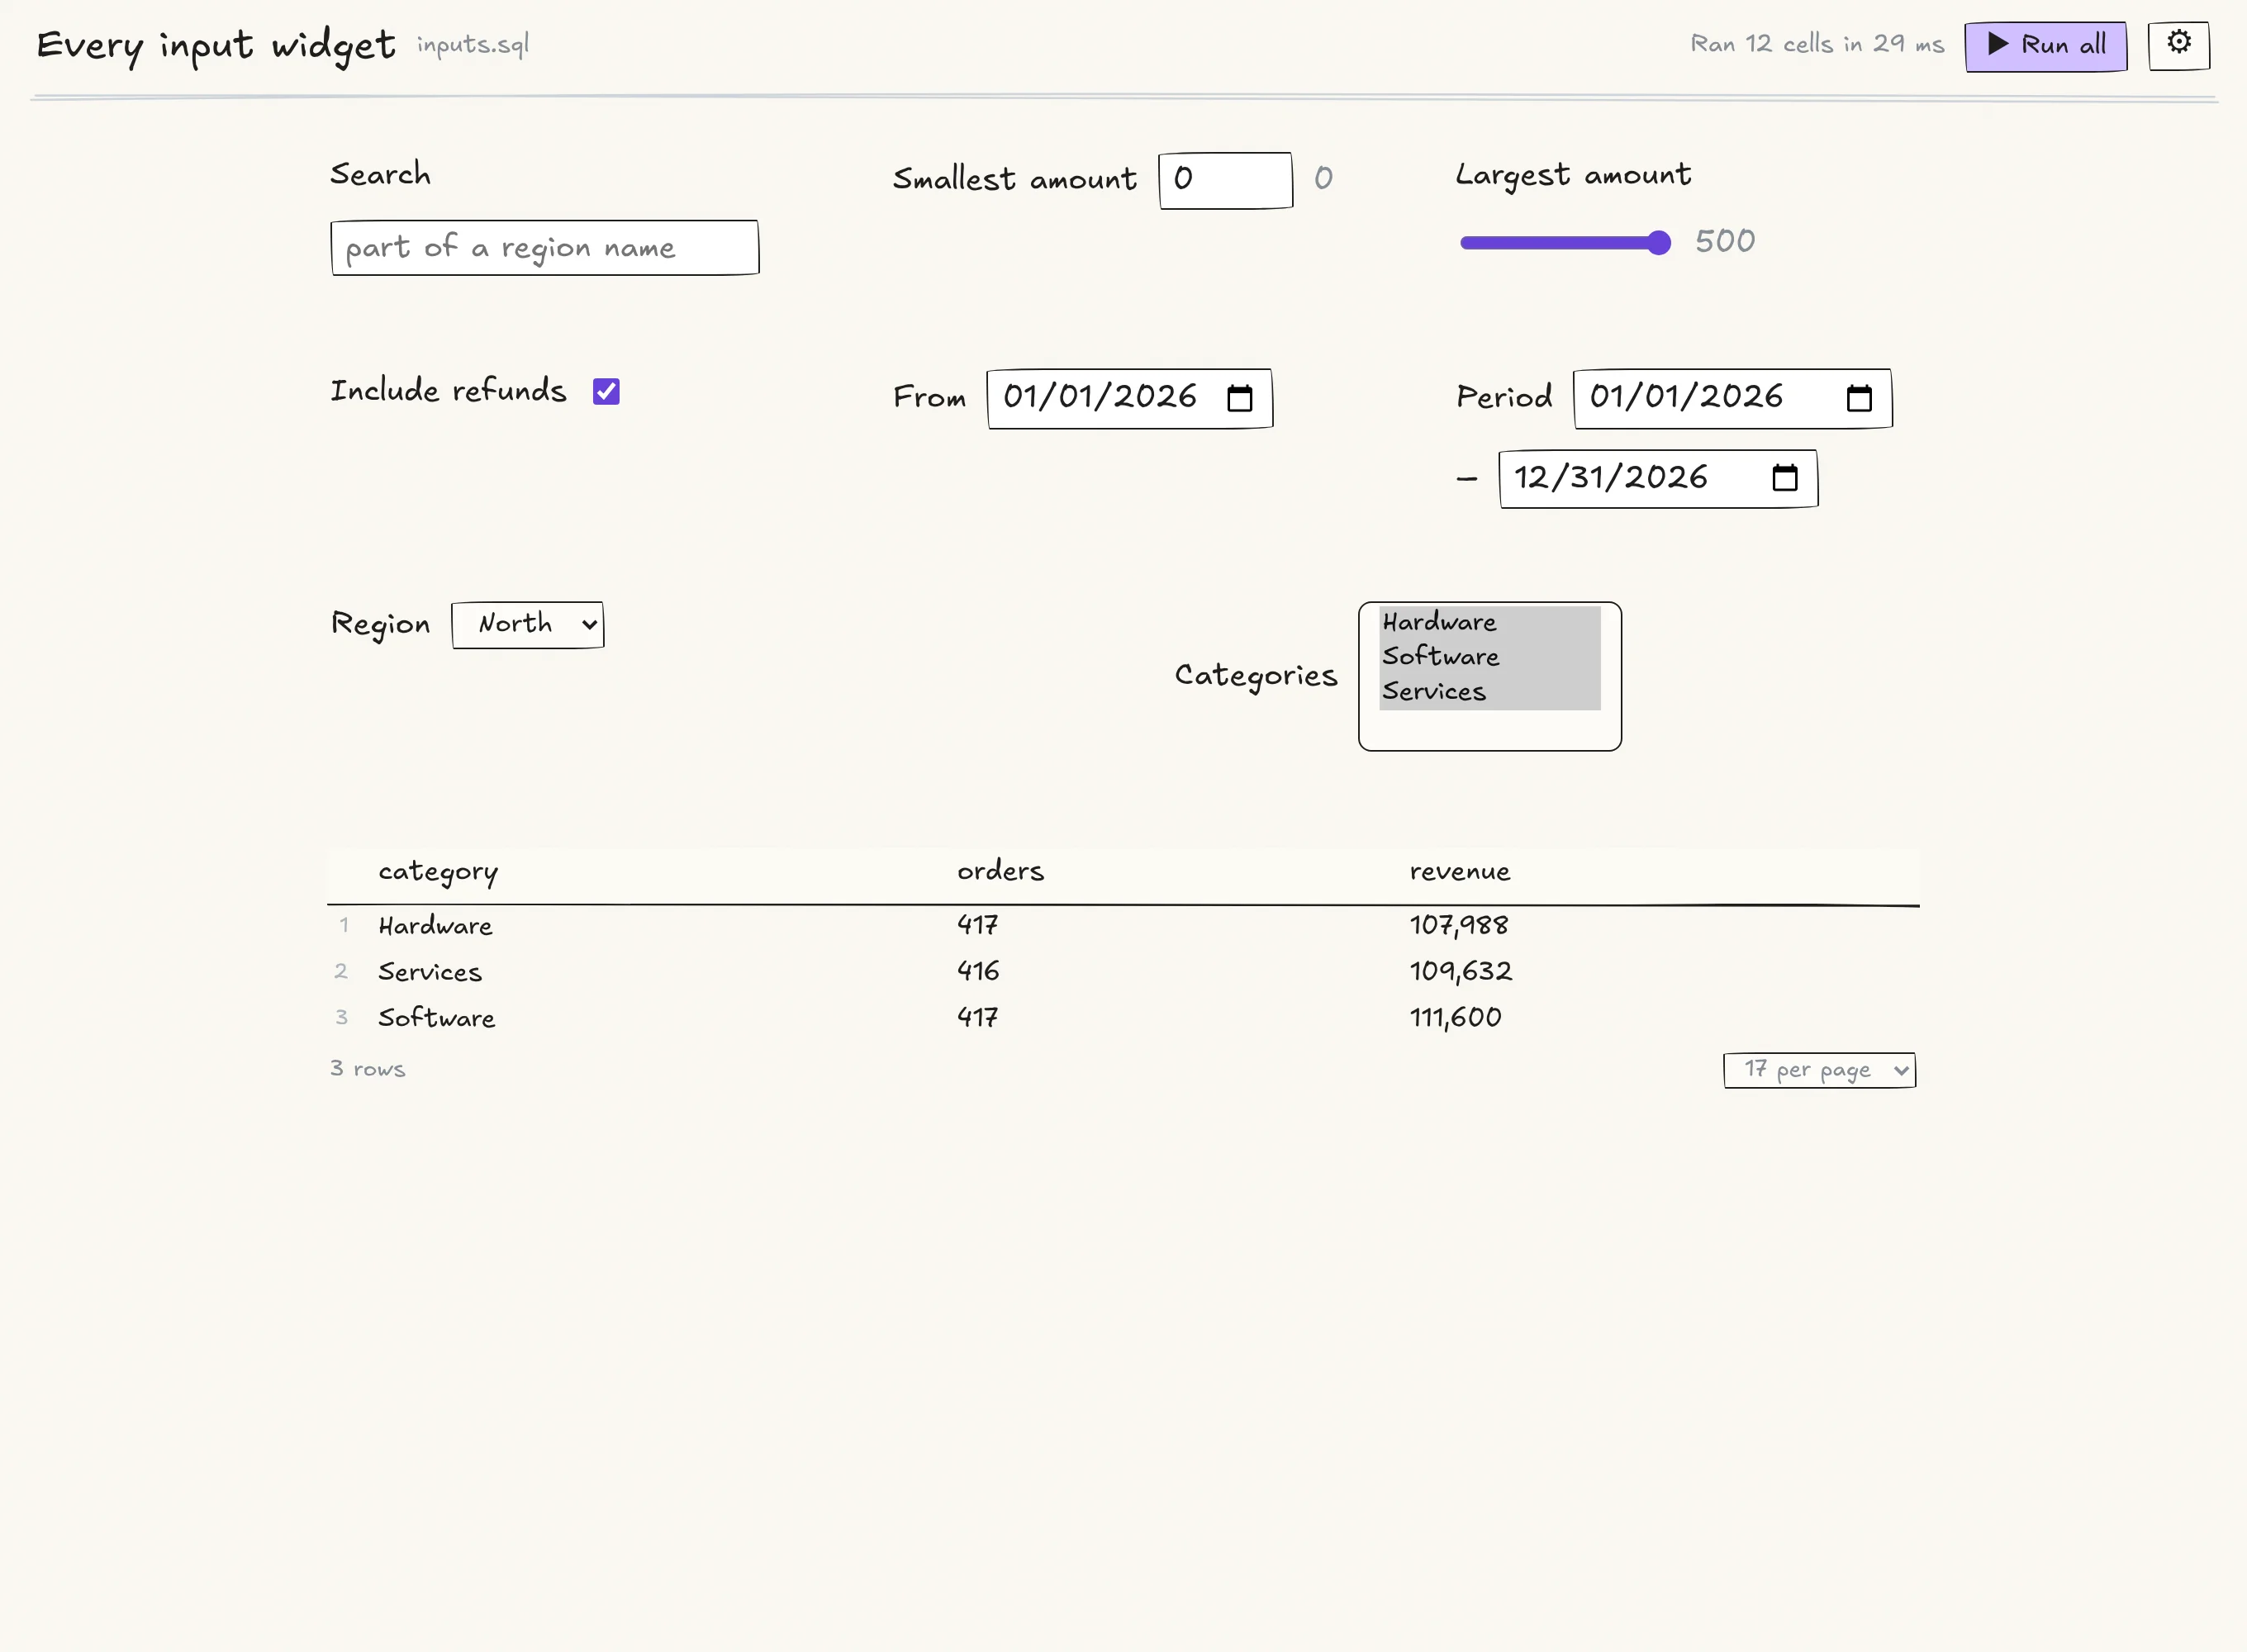 Every input widget inputs.sql Ran 12 cells in 29 ms ▶ Run all ⚙
Search Smallest amount 0 0 Largest amount
part of a region name 500
Include refunds From 01/01/2026 Period 01/01/2026
– 12/31/2026
Region North Hardware
Software
Categories Services
category orders revenue
1 Hardware 417 107,988
2 Services 416 109,632
3 Software 417 111,600
3 rows 17 per page